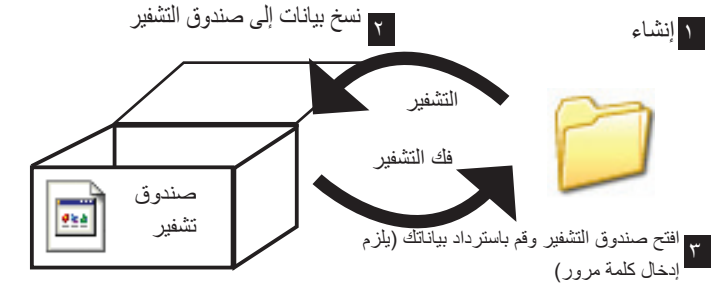 ١ إنشاء
٢ نسخ بيانات إلى صندوق التشفير
التشفير
فك التشفير
صندوق
تشفير
٣ افتح صندوق التشفير وقم باسترداد بياناتك (يلزم
إدخال كلمة مرور)